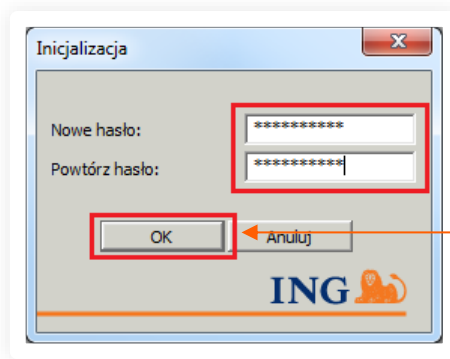 Inicjalizacja
Nowe hasło: **********
Powtórz hasło: **********
OK Anuluj
ING